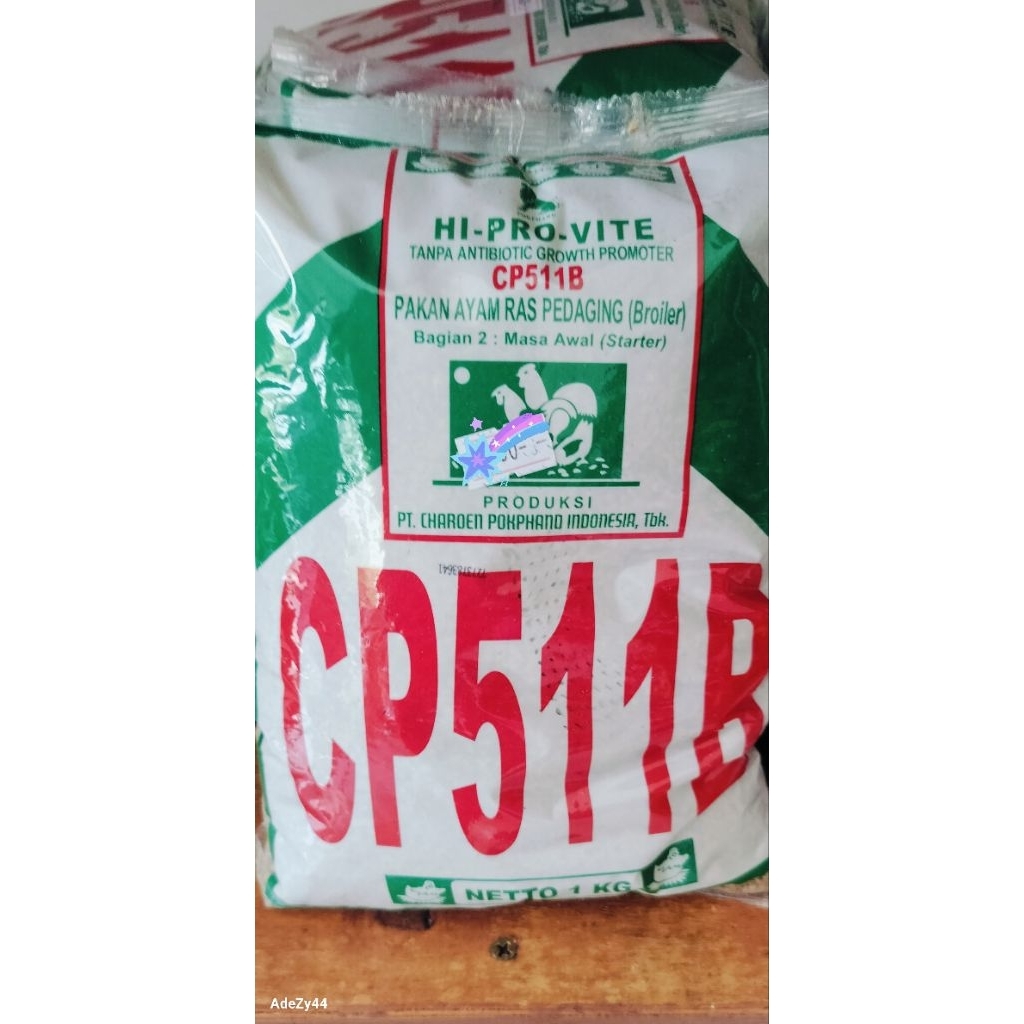 HI-PRO-VITE
TANPA ANTIBIOTIC GROWTH PROMOTER
CP511B
PAKAN AYAM RAS PEDAGING (Broiler)
Bagian 2 : Masa Awal (Starter)
PRODUKSI
PT. CHAROEN POKPHAND INDONESIA, Tbk.
CP511B
NETTO 1 KG
AdeZy44